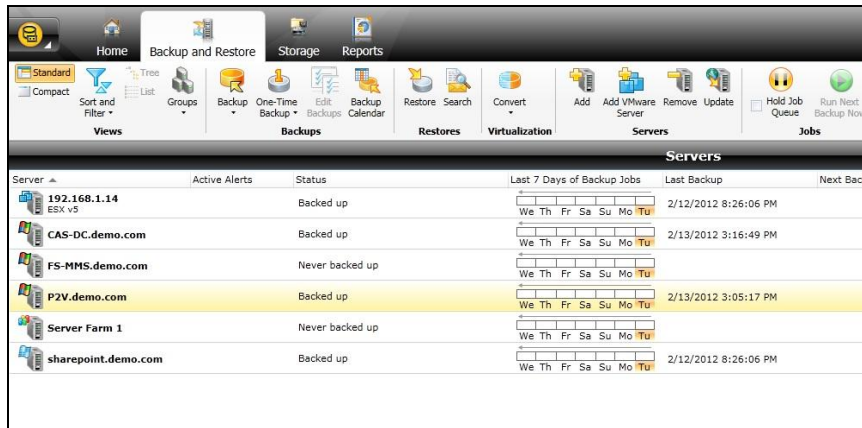 Home Backup and Restore Storage Reports
Standard
Compact
Sort and Filter
Tree
List
Groups
Views
Backup
One-Time Backup
Edit Backups
Backup Calendar
Backups
Restore
Search
Restores
Convert
Virtualization
Add
Add VMware Server
Remove
Update
Servers
Hold Job Queue
Run Next Backup Now
Jobs
Servers
Server Active Alerts Status Last 7 Days of Backup Jobs Last Backup Next Bac
192.168.1.14
ESX v5
Backed up
We Th Fr Sa Su Mo Tu
2/12/2012 8:26:06 PM
CAS-DC.demo.com
Backed up
We Th Fr Sa Su Mo Tu
2/13/2012 3:16:49 PM
FS-MMS.demo.com
Never backed up
We Th Fr Sa Su Mo Tu
P2V.demo.com
Backed up
We Th Fr Sa Su Mo Tu
2/13/2012 3:05:17 PM
Server Farm 1
Never backed up
We Th Fr Sa Su Mo Tu
sharepoint.demo.com
Backed up
We Th Fr Sa Su Mo Tu
2/12/2012 8:26:06 PM